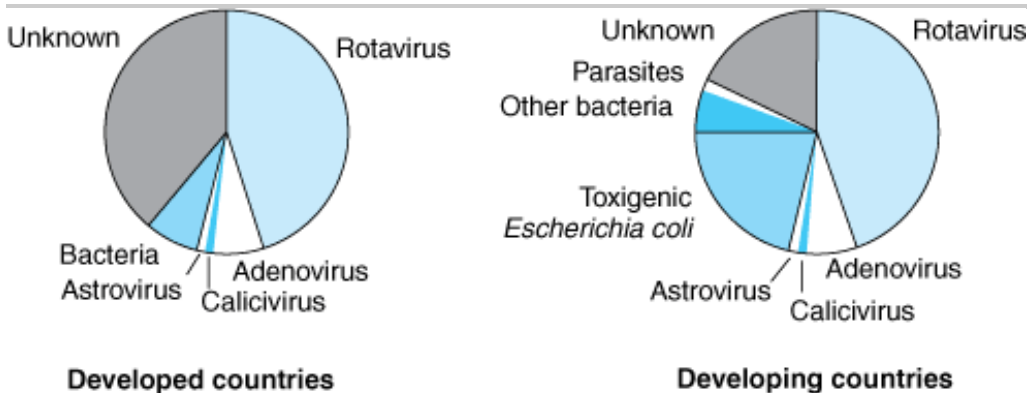 Unknown
Rotavirus
Bacteria
Astrovirus
Calicivirus
Adenovirus
Developed countries
Unknown
Rotavirus
Parasites
Other bacteria
Toxigenic
Escherichia coli
Astrovirus
Adenovirus
Calicivirus
Developing countries